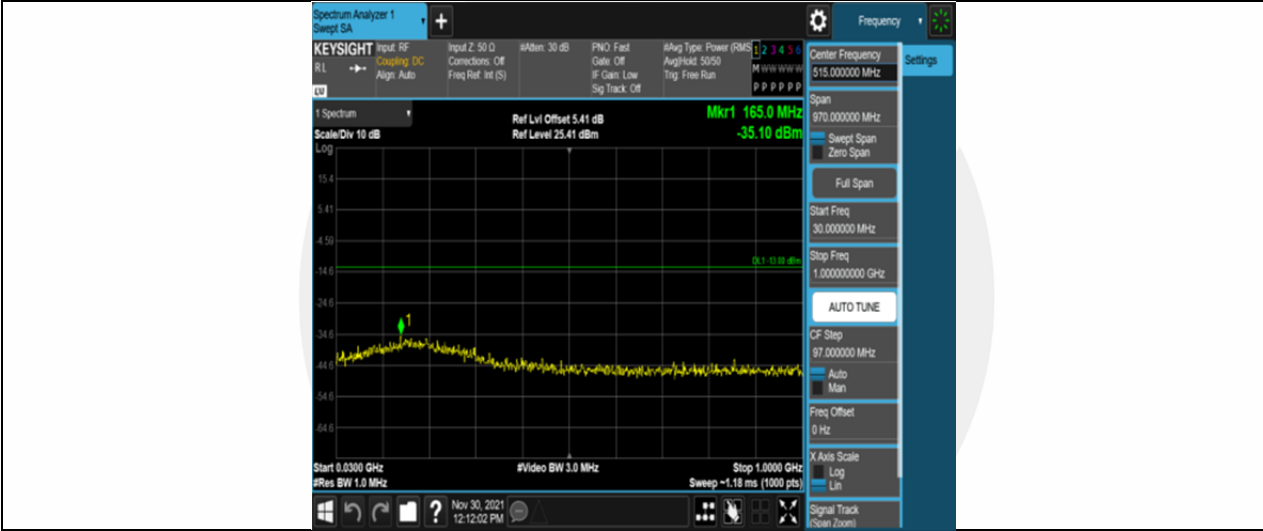 Spectrum Analyzer 1
Swept SA
+
Frequency
KEYSIGHT
RL
Input: RF
Coupling: DC
Align: Auto
Input Z: 50 Ω
Corrections: Off
Freq Ref: Int (S)
#Atten: 30 dB
PNO: Fast
Gate: Off
IF Gain: Low
Sig Track: Off
#Avg Type: Power (RMS
Avg|Hold: 50/50
Trig: Free Run
1 2 3 4 5 6
M W W W W W
P P P P P P
Settings
1 Spectrum
Scale/Div 10 dB
Log
Ref Lvl Offset 5.41 dB
Ref Level 25.41 dBm
Mkr1 165.0 MHz
-35.10 dBm
15.4
5.41
-4.59
-14.6
-24.6
-34.6
-44.6
-54.6
-64.6
DL1 -13.00 dBm
1
Start 0.0300 GHz
#Res BW 1.0 MHz
#Video BW 3.0 MHz
Stop 1.0000 GHz
Sweep ~1.18 ms (1000 pts)
Center Frequency
515.000000 MHz
Span
970.000000 MHz
Swept Span
Zero Span
Full Span
Start Freq
30.000000 MHz
Stop Freq
1.000000000 GHz
AUTO TUNE
CF Step
97.000000 MHz
Auto
Man
Freq Offset
0 Hz
X Axis Scale
Log
Lin
Signal Track
(Span Zoom)
?
Nov 30, 2021
12:12:02 PM